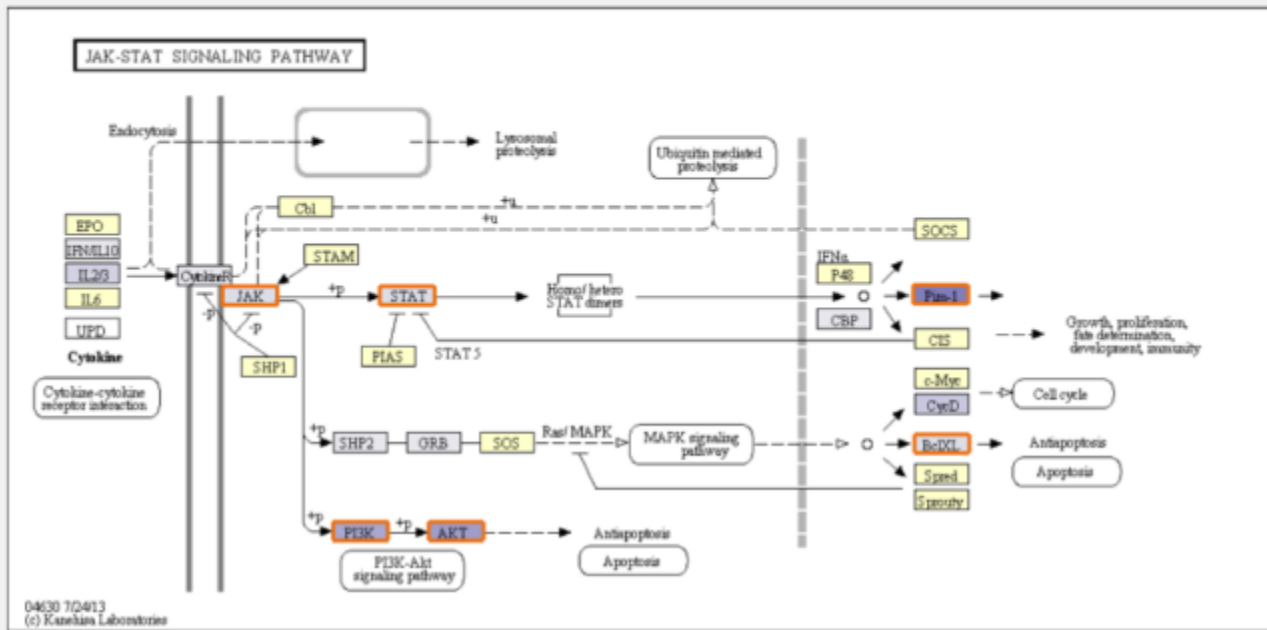 JAK-STAT SIGNALING PATHWAY
Endocytosis
Lysosomal
proteolysis
Ubiquitin mediated
proteolysis
Cbl
+u
+u
EPO
IFN/IL10
IL2/3
IL6
UPD
Cytokine
Cytokine-cytokine
receptor interaction
CytokineR
STAM
JAK
+p
STAT
Homo/hetero
STAT dimers
IFNα
P48
CBP
SOCS
Pim-1
CIS
Growth, proliferation,
fate determination,
development, immunity
-p
-p
SHP1
PIAS
STAT 5
c-Myc
CycD
Cell cycle
+p
SHP2
GRB
SOS
Ras/MAPK
MAPK signaling
pathway
BclXL
Antiapoptosis
Apoptosis
Spred
Sprouty
+p
PI3K
+p
AKT
Antiapoptosis
Apoptosis
PI3K-Akt
signaling pathway
04630 7/24/13
(c) Kanehisa Laboratories